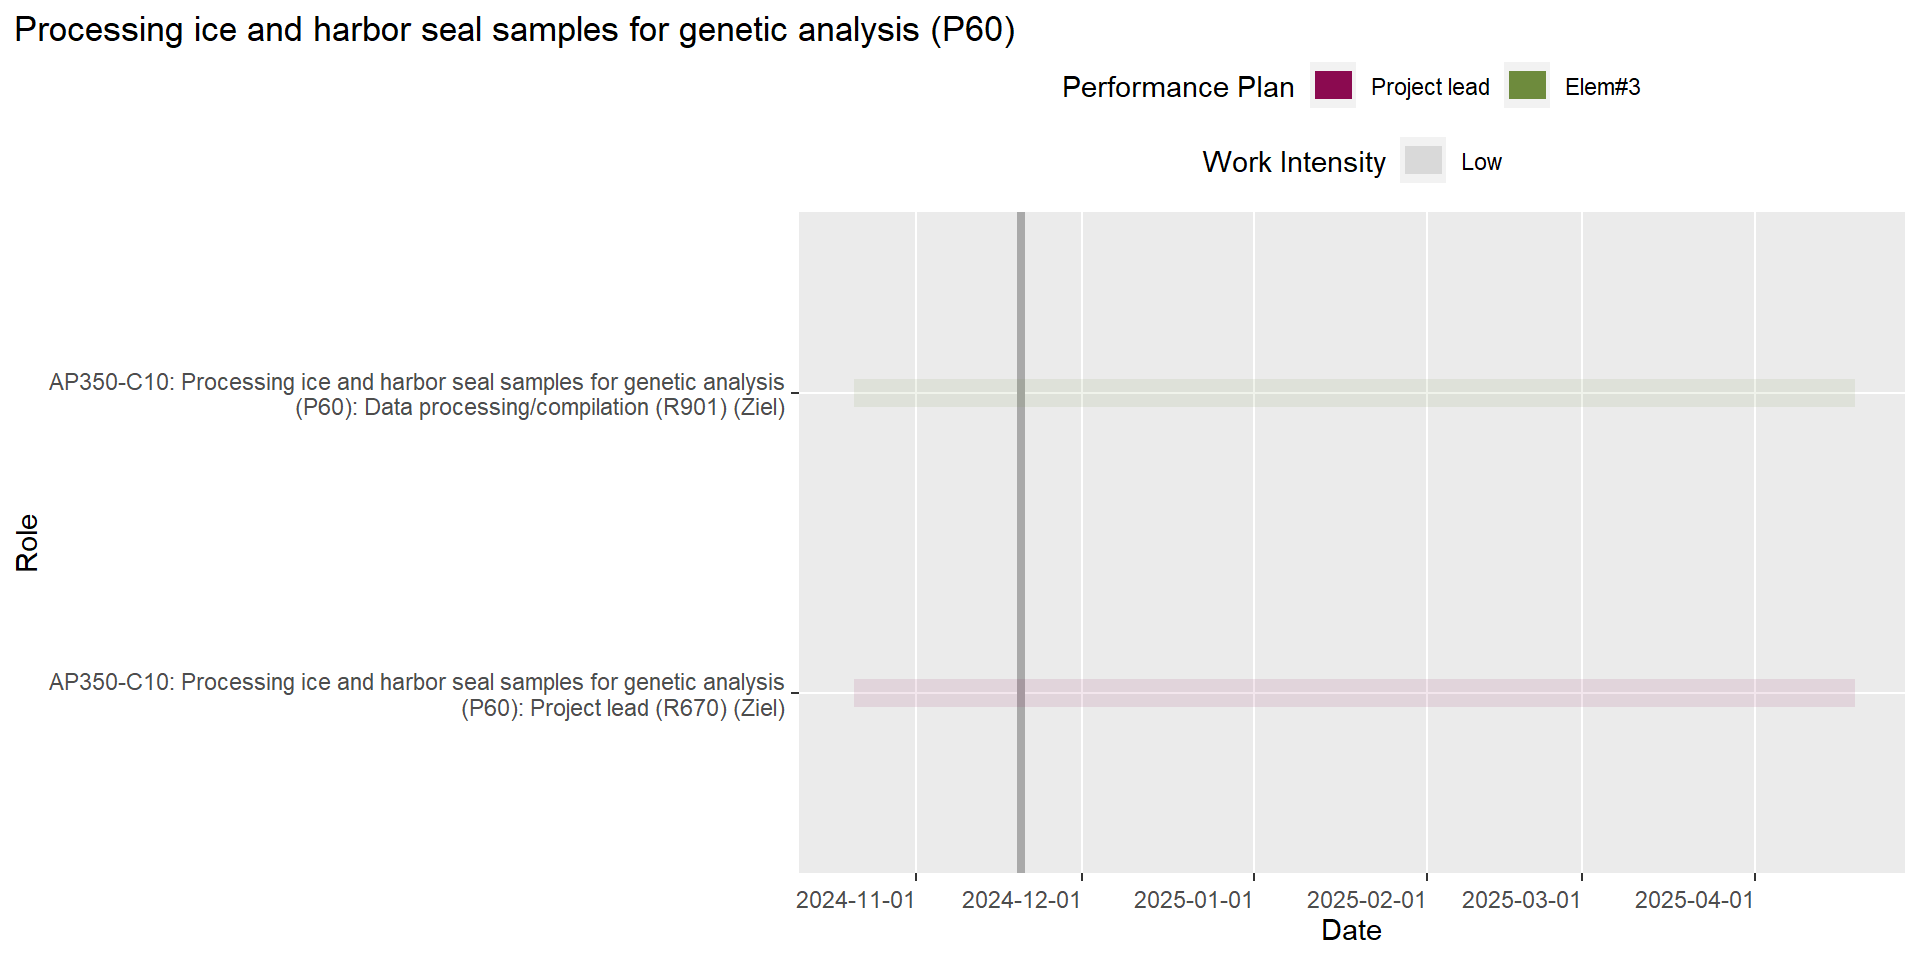 Processing ice and harbor seal samples for genetic analysis (P60)
Performance Plan Project lead Elem#3
Work Intensity Low
AP350-C10: Processing ice and harbor seal samples for genetic analysis
(P60): Data processing/compilation (R901) (Ziel)
Role
AP350-C10: Processing ice and harbor seal samples for genetic analysis
(P60): Project lead (R670) (Ziel)
2024-11-01 2024-12-01 2025-01-01 2025-02-01 2025-03-01 2025-04-01
Date